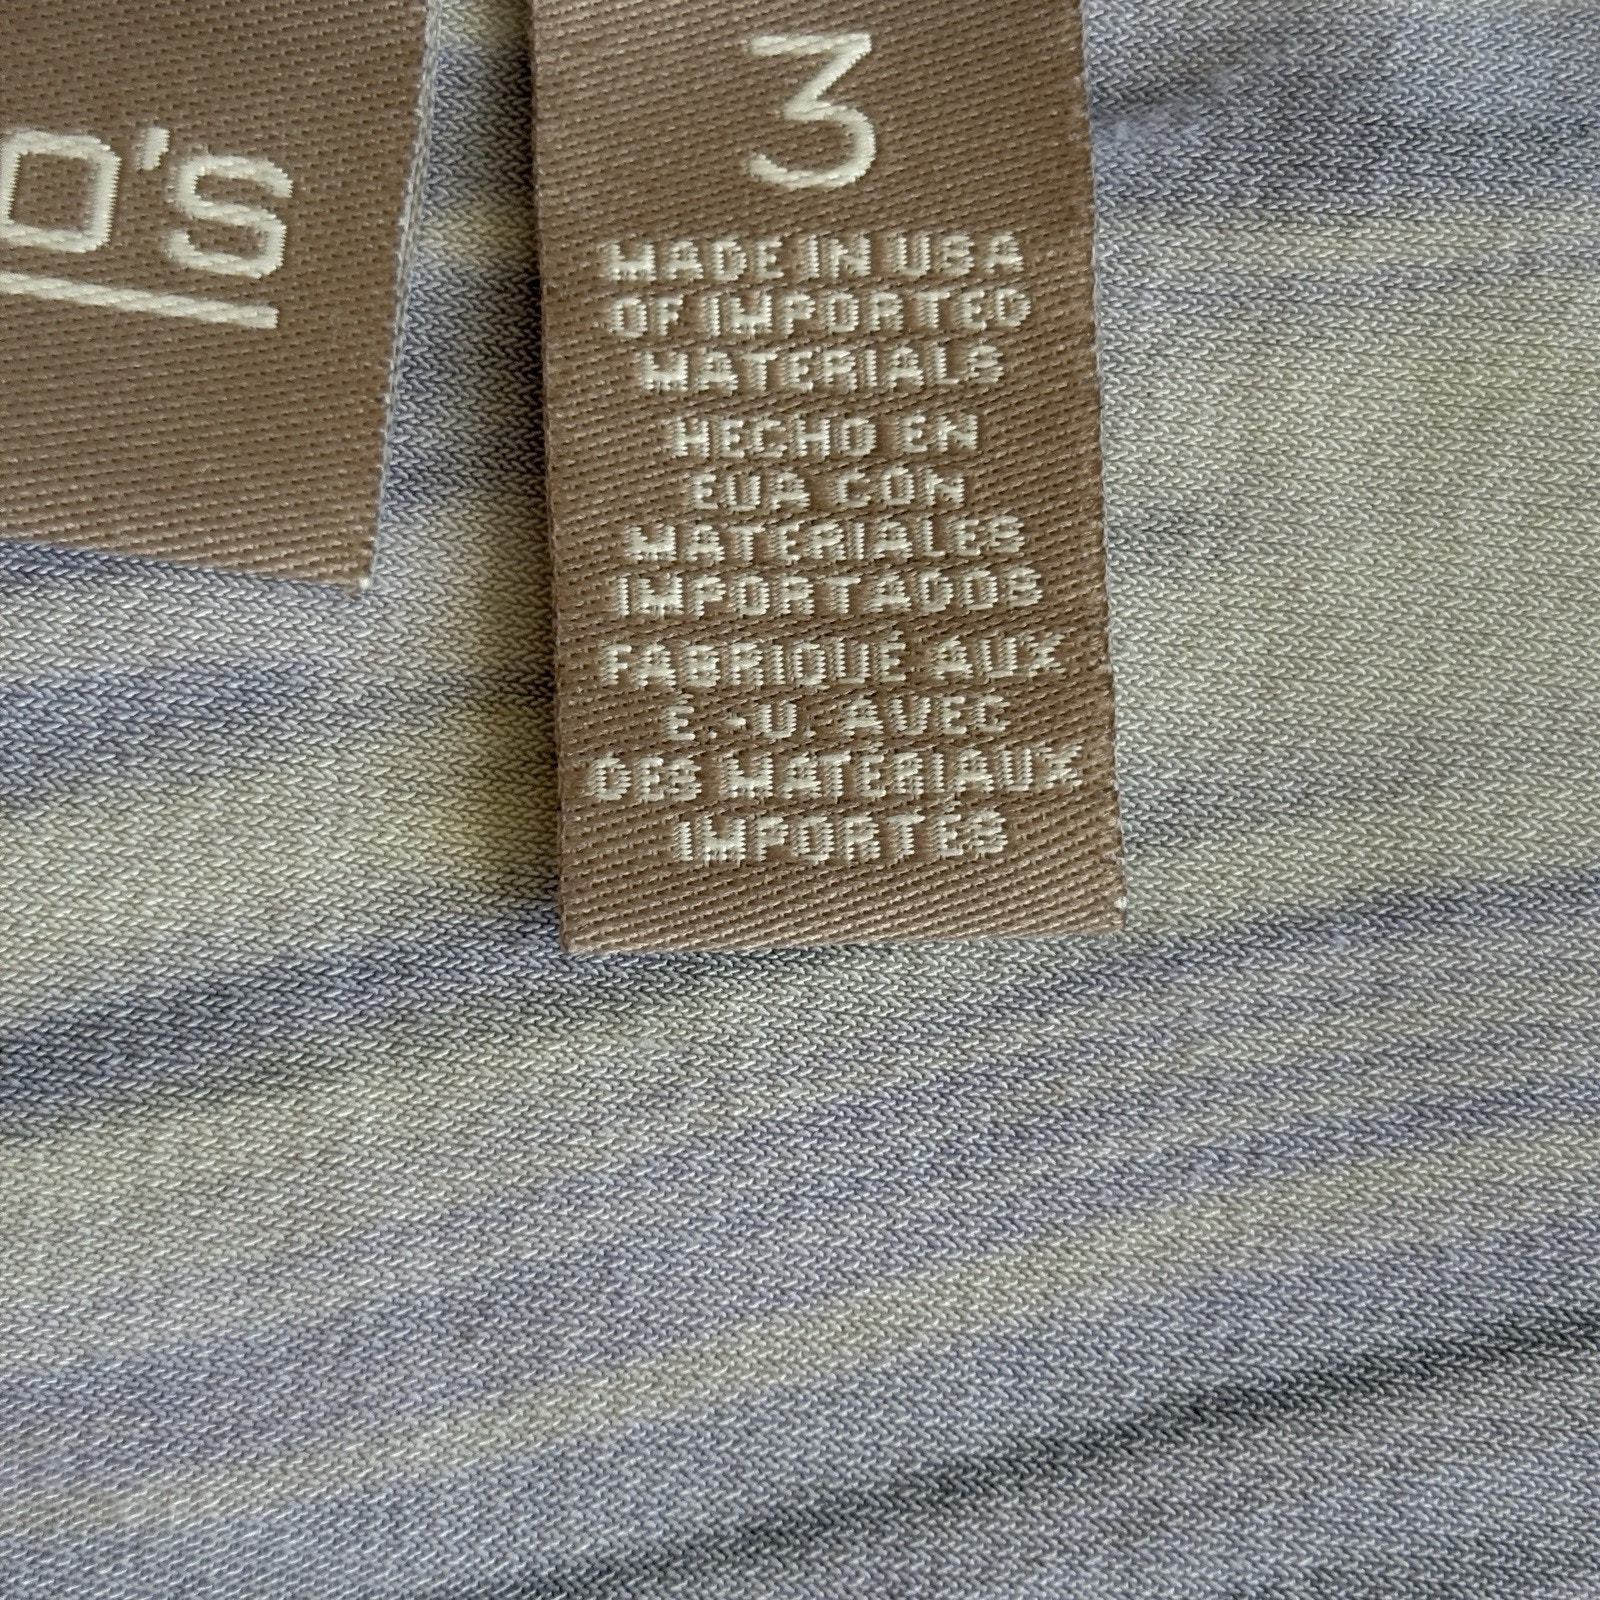 O'S
3
MADE IN USA
OF IMPORTED
MATERIALS
HECHO EN
EUA CON
MATERIALES
IMPORTADOS
FABRIQUÉ AUX
É.-U. AVEC
DES MATÉRIAUX
IMPORTÉS